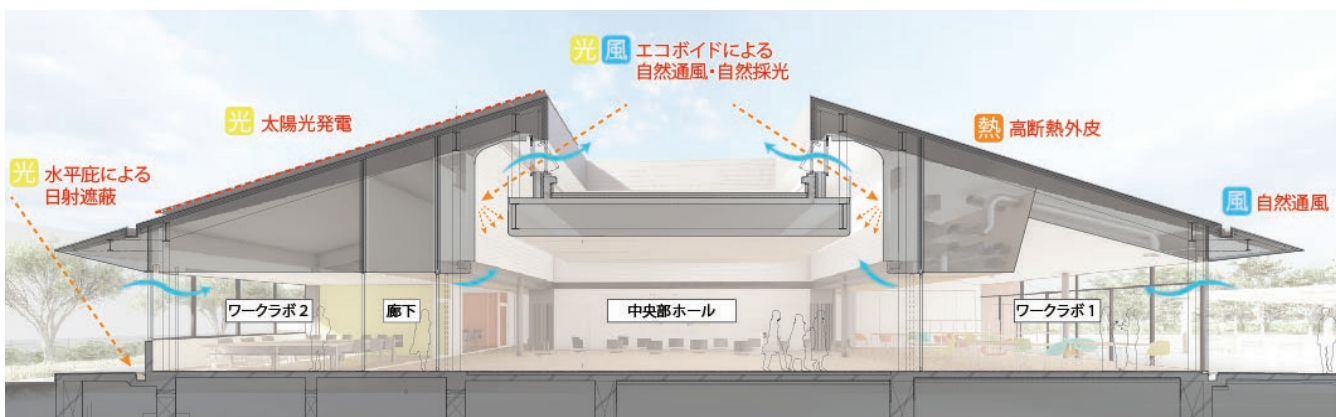 光 風 エコボイドによる
自然通風・自然採光
光 太陽光発電
熱 高断熱外皮
光 水平庇による
日射遮蔽
風 自然通風
ワークラボ2
廊下
中央部ホール
ワークラボ1